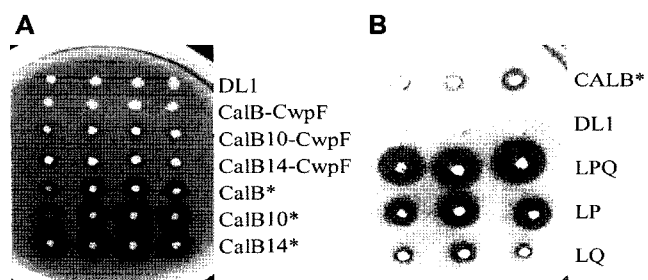 A
DL1
CalB-CwpF
CalB10-CwpF
CalB14-CwpF
CalB*
CalB10*
CalB14*
B
CALB*
DL1
LPQ
LP
LQ